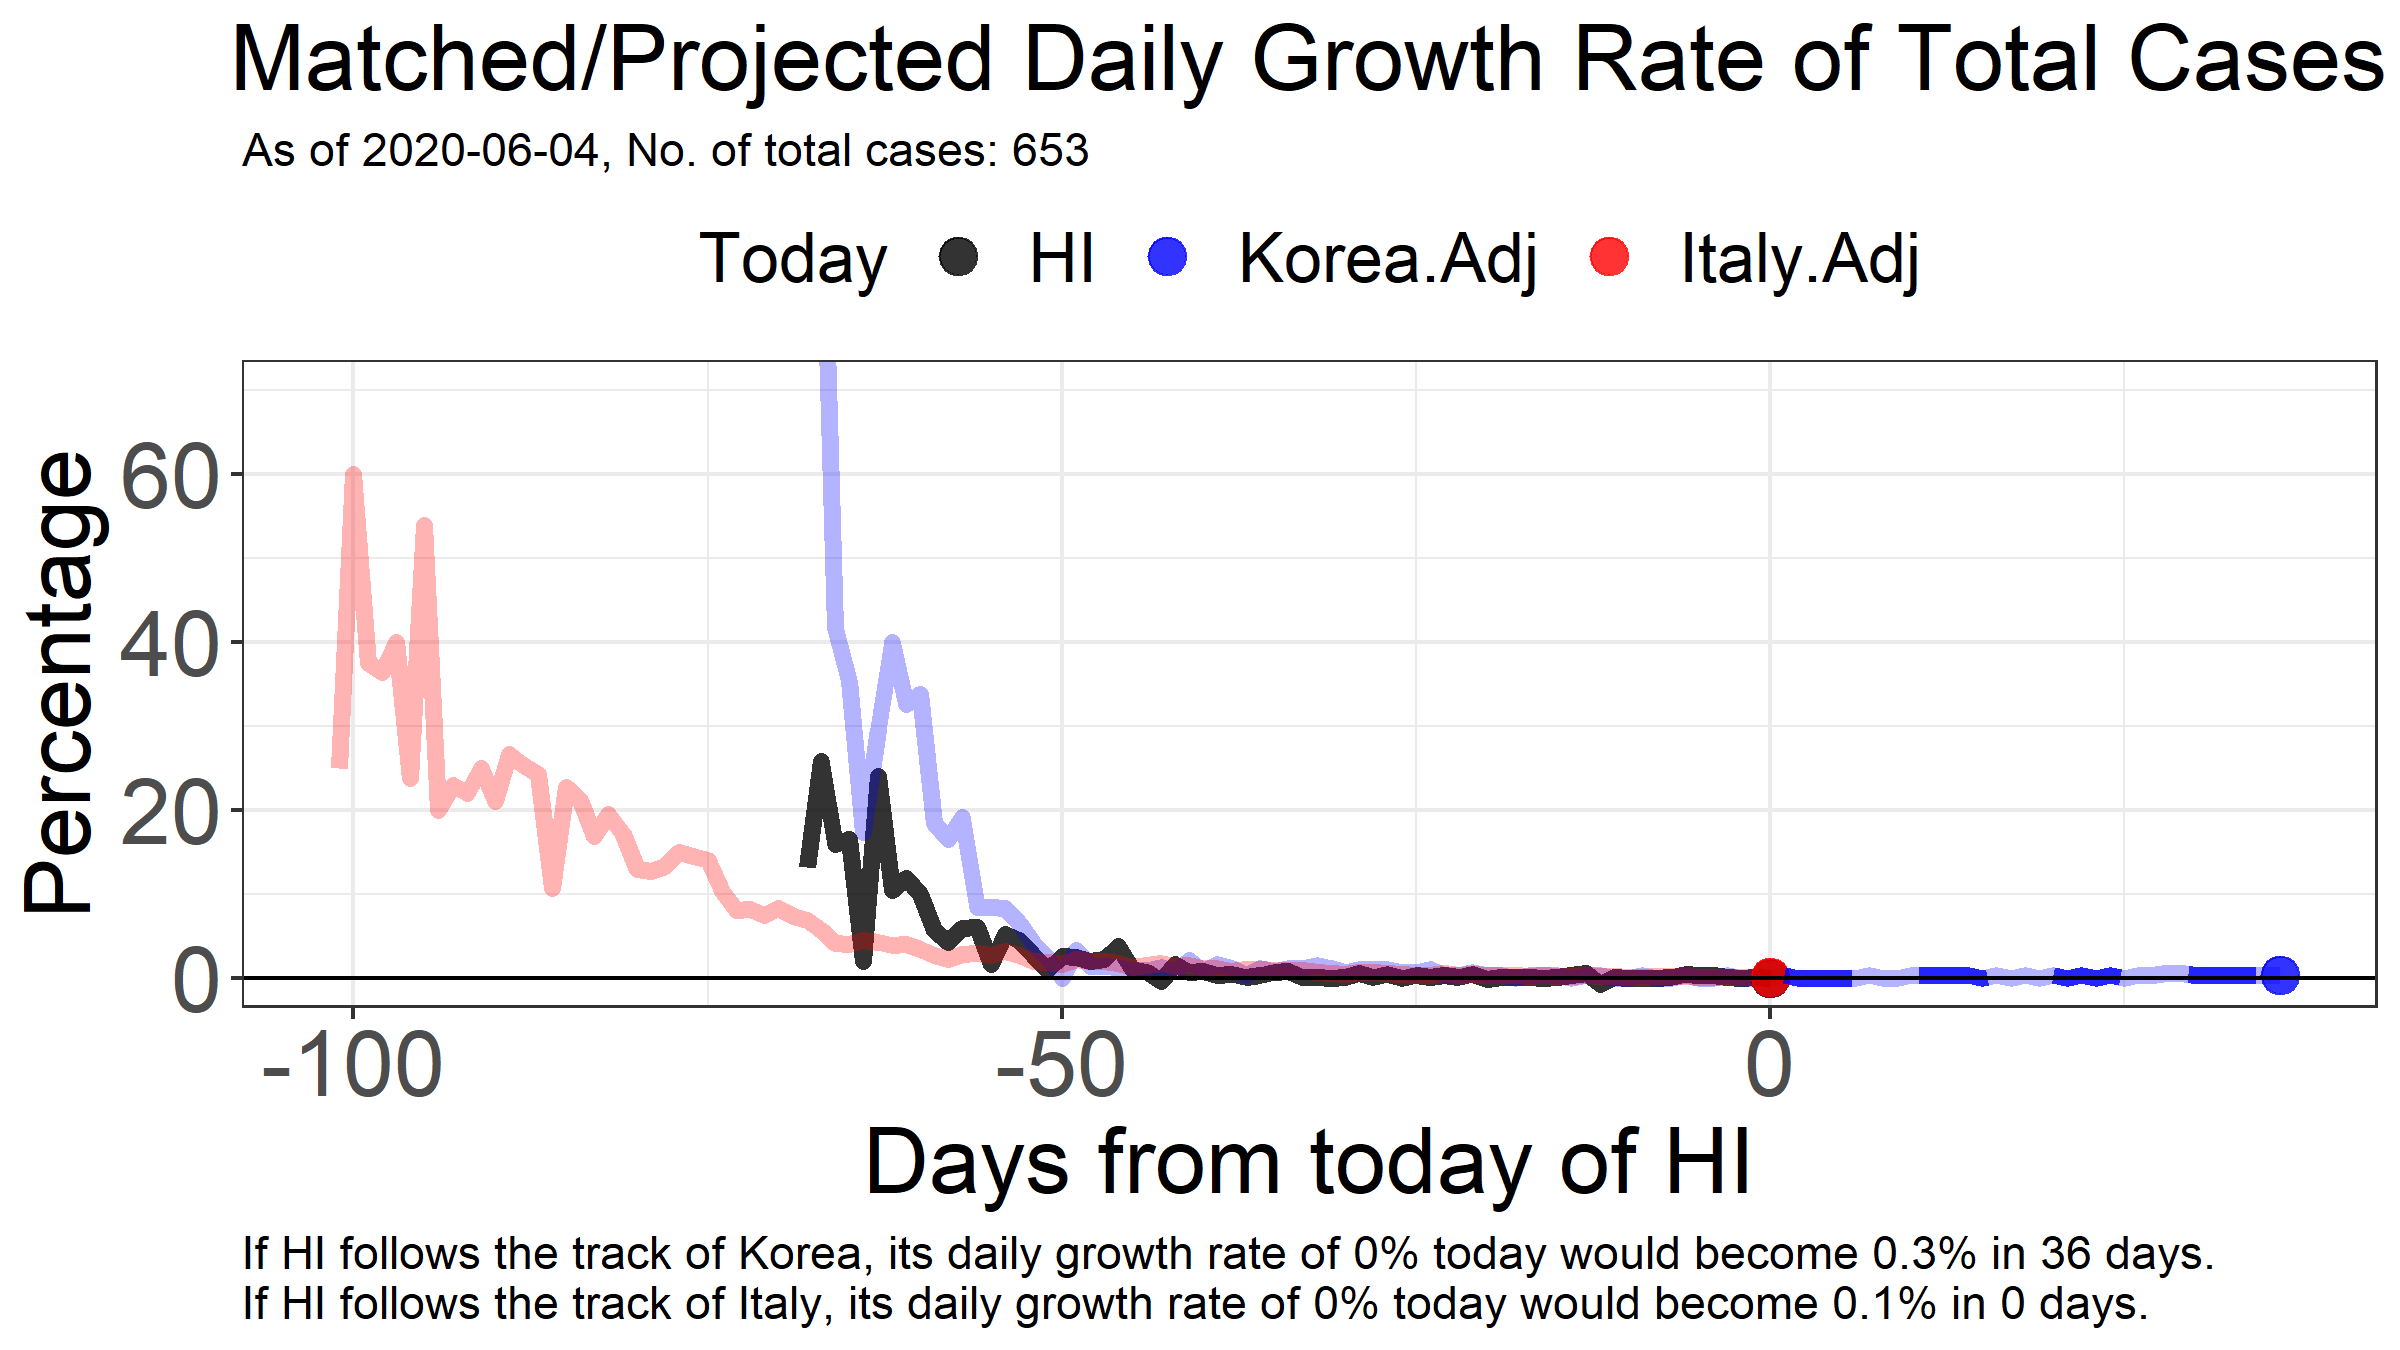 Matched/Projected Daily Growth Rate of Total Cases
As of 2020-06-04, No. of total cases: 653
Today HI Korea.Adj Italy.Adj
Percentage
60
40
20
0
-100 -50 0
Days from today of HI
If HI follows the track of Korea, its daily growth rate of 0% today would become 0.3% in 36 days.
If HI follows the track of Italy, its daily growth rate of 0% today would become 0.1% in 0 days.